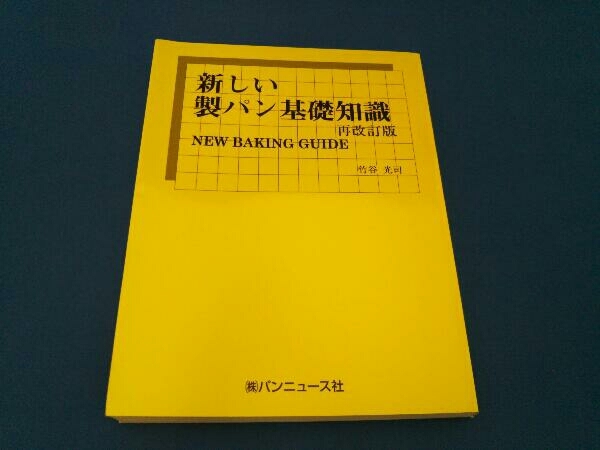 新しい
製パン基礎知識
再改訂版
NEW BAKING GUIDE
竹谷 光司
㈱パンニュース社